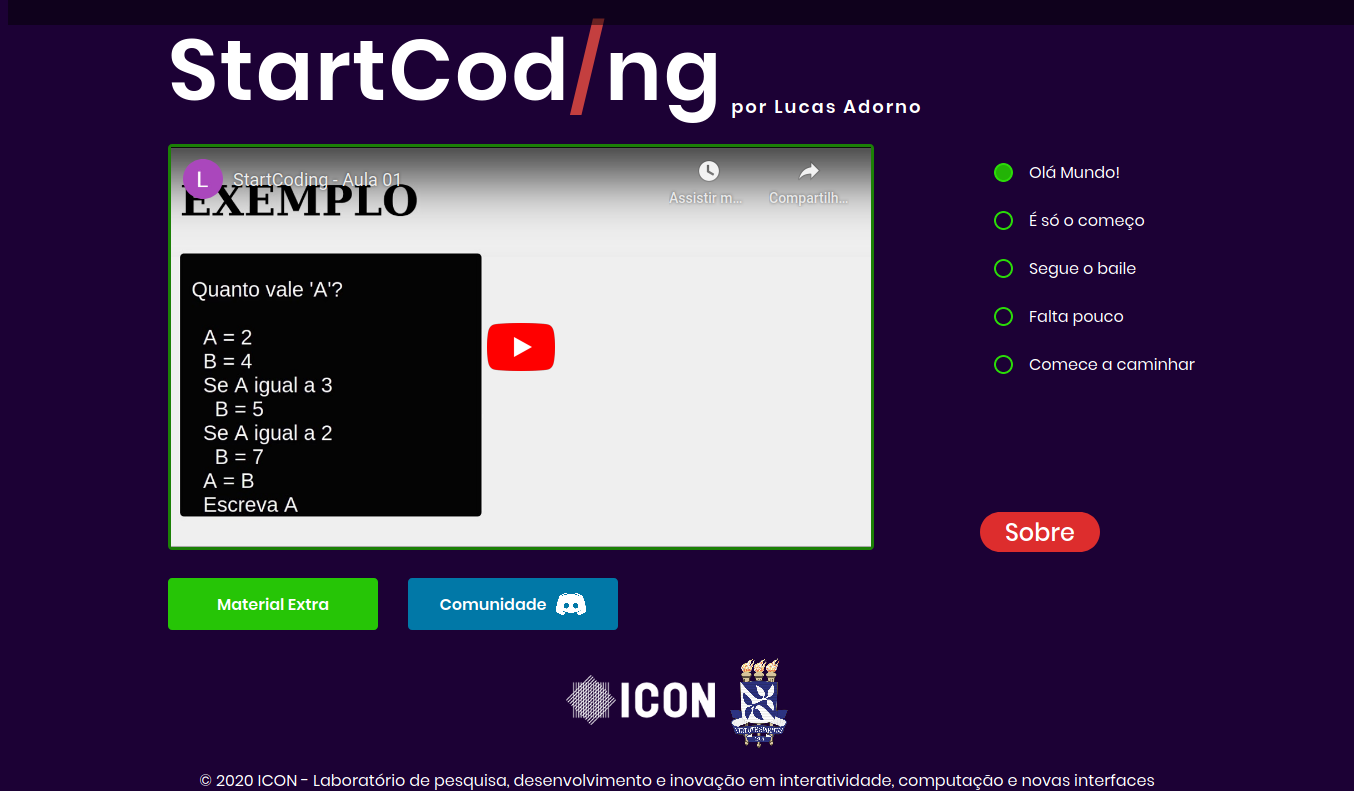 StartCod/ng
por Lucas Adorno
L
StartCoding - Aula 01
Assistir m...
Compartilh...
EXEMPLO
Quanto vale 'A'?
A = 2
B = 4
Se A igual a 3
B = 5
Se A igual a 2
B = 7
A = B
Escreva A
Olá Mundo!
É só o começo
Segue o baile
Falta pouco
Comece a caminhar
Sobre
Material Extra
Comunidade
ICON
© 2020 ICON - Laboratório de pesquisa, desenvolvimento e inovação em interatividade, computação e novas interfaces